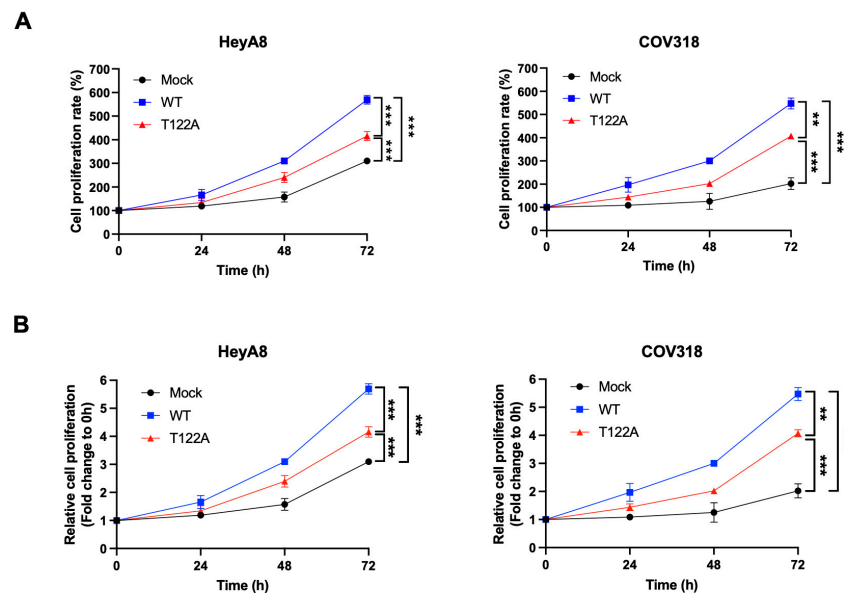 A
HeyA8
Cell proliferation rate (%)
700
600
500
400
300
200
100
0
Mock
WT
T122A
***
***
***
0
24
48
72
Time (h)
COV318
Cell proliferation rate (%)
700
600
500
400
300
200
100
0
Mock
WT
T122A
**
***
***
0
24
48
72
Time (h)
B
HeyA8
Relative cell proliferation
(Fold change to 0h)
6
5
4
3
2
1
0
Mock
WT
T122A
***
***
***
0
24
48
72
Time (h)
COV318
Relative cell proliferation
(Fold change to 0h)
6
5
4
3
2
1
0
Mock
WT
T122A
**
***
***
0
24
48
72
Time (h)